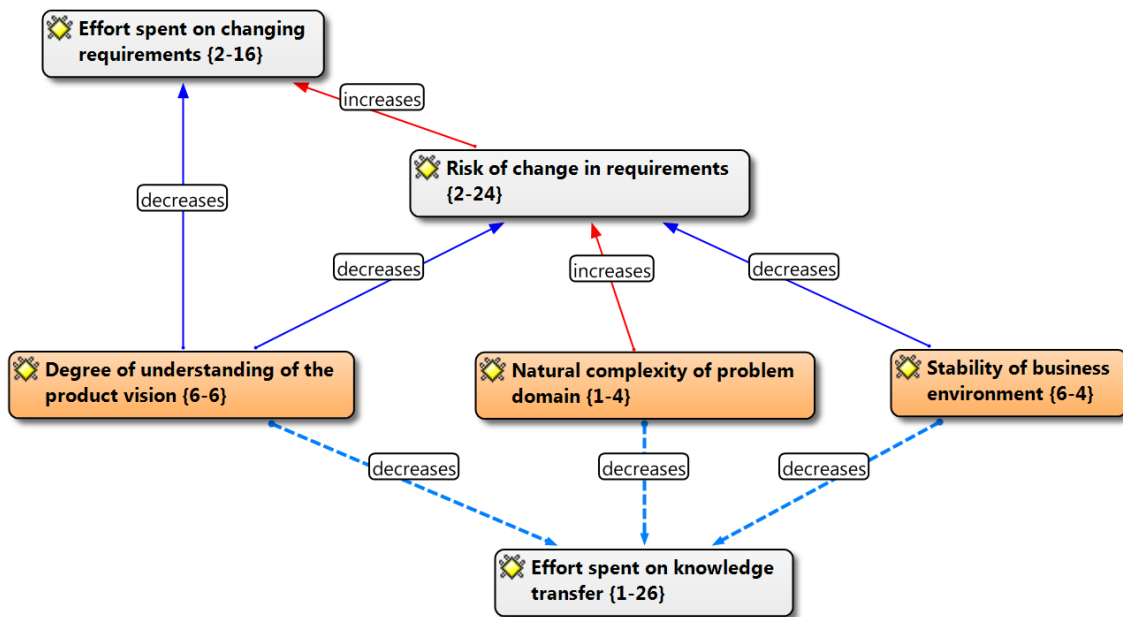 Effort spent on changing
requirements {2-16}
increases
Risk of change in requirements
{2-24}
decreases
decreases
increases
decreases
Degree of understanding of the
product vision {6-6}
Natural complexity of problem
domain {1-4}
Stability of business
environment {6-4}
decreases
decreases
decreases
Effort spent on knowledge
transfer {1-26}